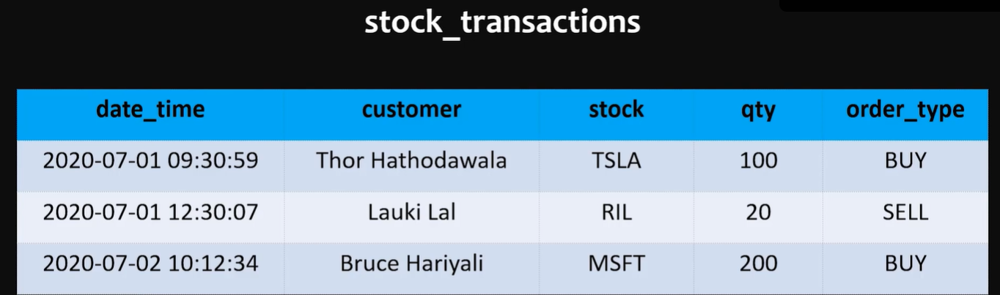 stock_transactions
date_time customer stock qty order_type
2020-07-01 09:30:59 Thor Hathodawala TSLA 100 BUY
2020-07-01 12:30:07 Lauki Lal RIL 20 SELL
2020-07-02 10:12:34 Bruce Hariyali MSFT 200 BUY